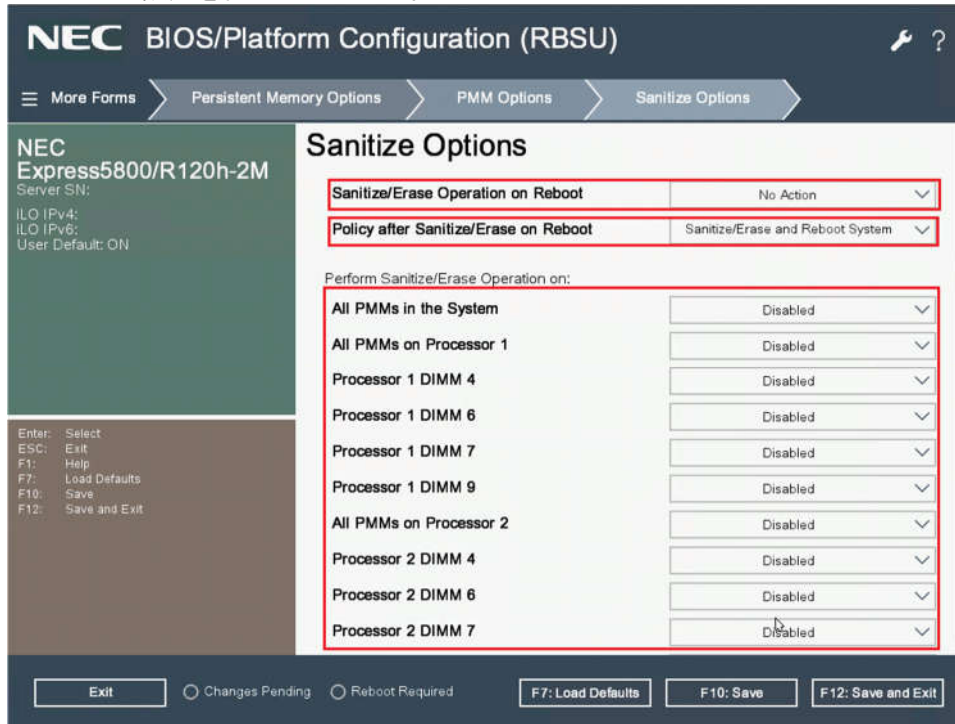 NEC BIOS/Platform Configuration (RBSU) ?
More Forms Persistent Memory Options PMM Options Sanitize Options
NEC
Express5800/R120h-2M
Server SN:
iLO IPv4:
iLO IPv6:
User Default: ON
Enter: Select
ESC: Exit
F1: Help
F7: Load Defaults
F10: Save
F12: Save and Exit
Sanitize Options
Sanitize/Erase Operation on Reboot No Action
Policy after Sanitize/Erase on Reboot Sanitize/Erase and Reboot System
Perform Sanitize/Erase Operation on:
All PMMs in the System Disabled
All PMMs on Processor 1 Disabled
Processor 1 DIMM 4 Disabled
Processor 1 DIMM 6 Disabled
Processor 1 DIMM 7 Disabled
Processor 1 DIMM 9 Disabled
All PMMs on Processor 2 Disabled
Processor 2 DIMM 4 Disabled
Processor 2 DIMM 6 Disabled
Processor 2 DIMM 7 Disabled
Exit Changes Pending Reboot Required F7: Load Defaults F10: Save F12: Save and Exit